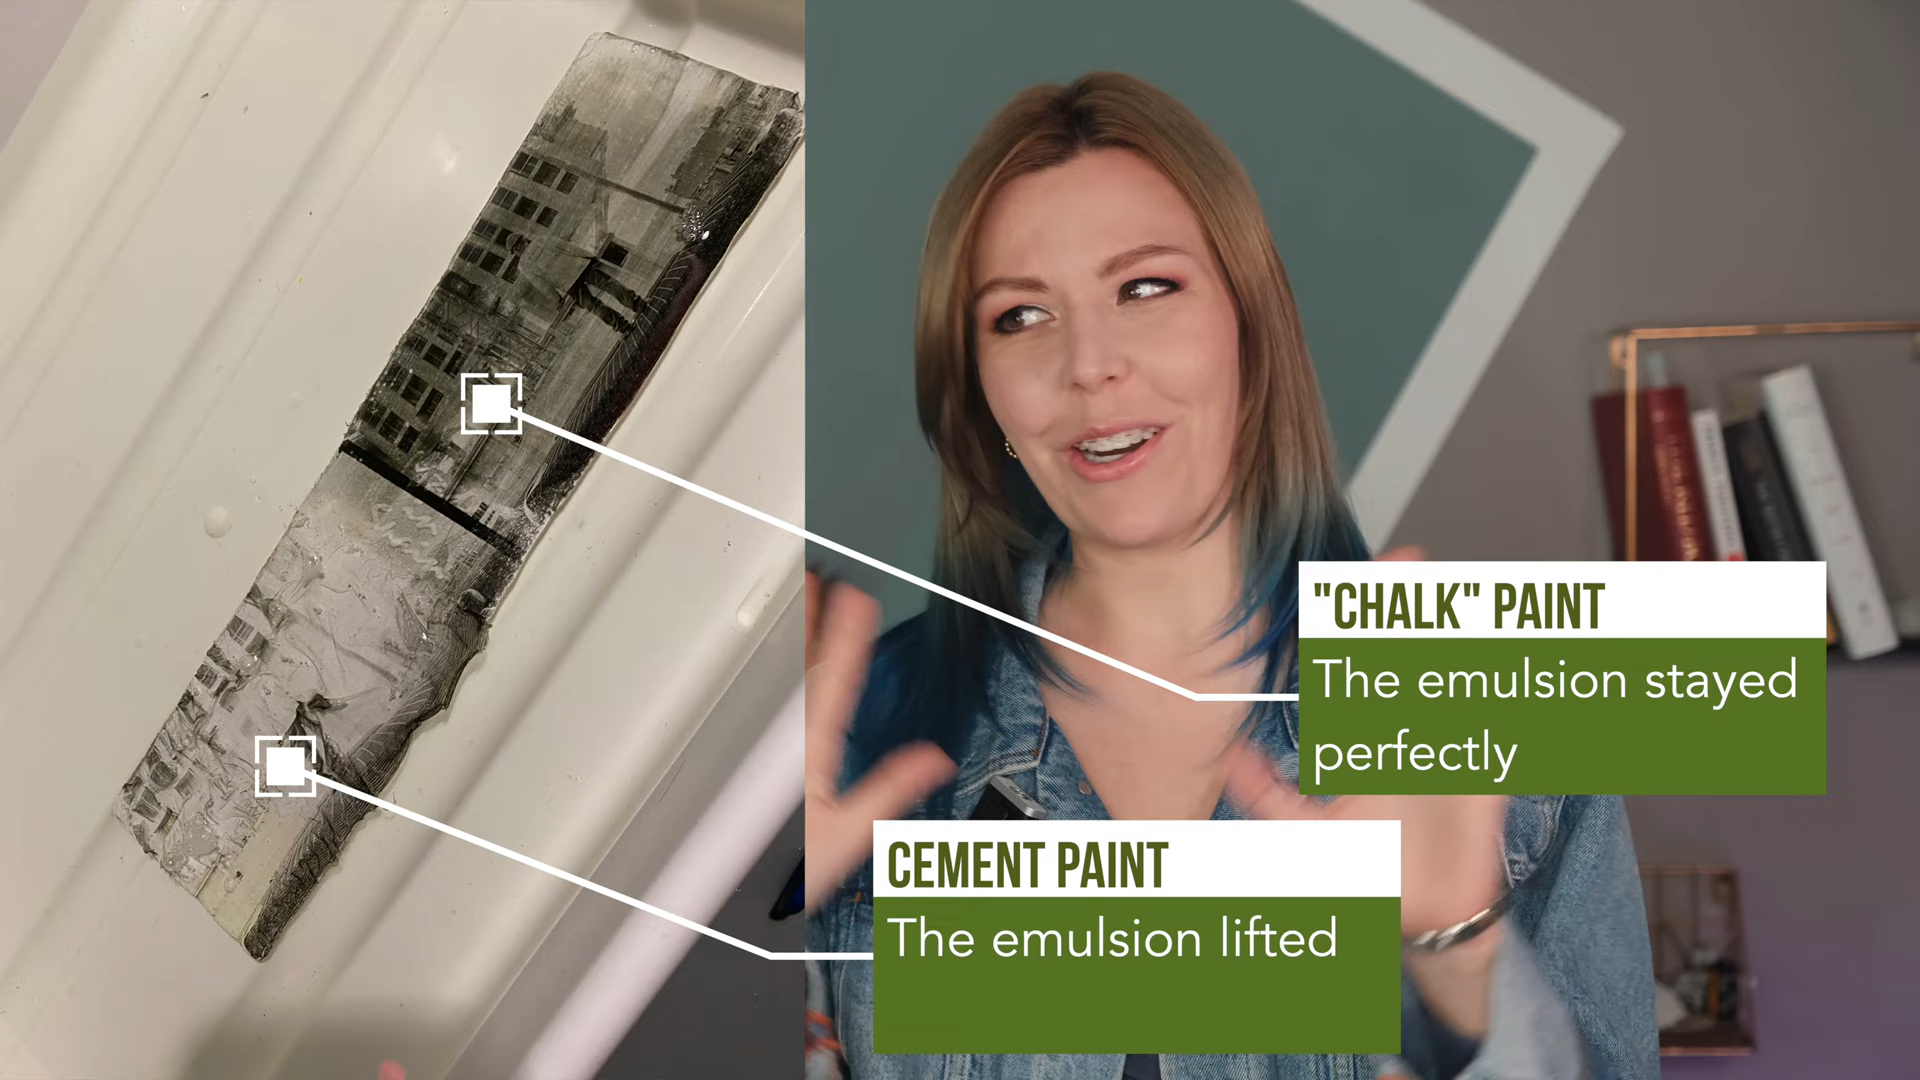 "CHALK" PAINT
The emulsion stayed
perfectly
CEMENT PAINT
The emulsion lifted